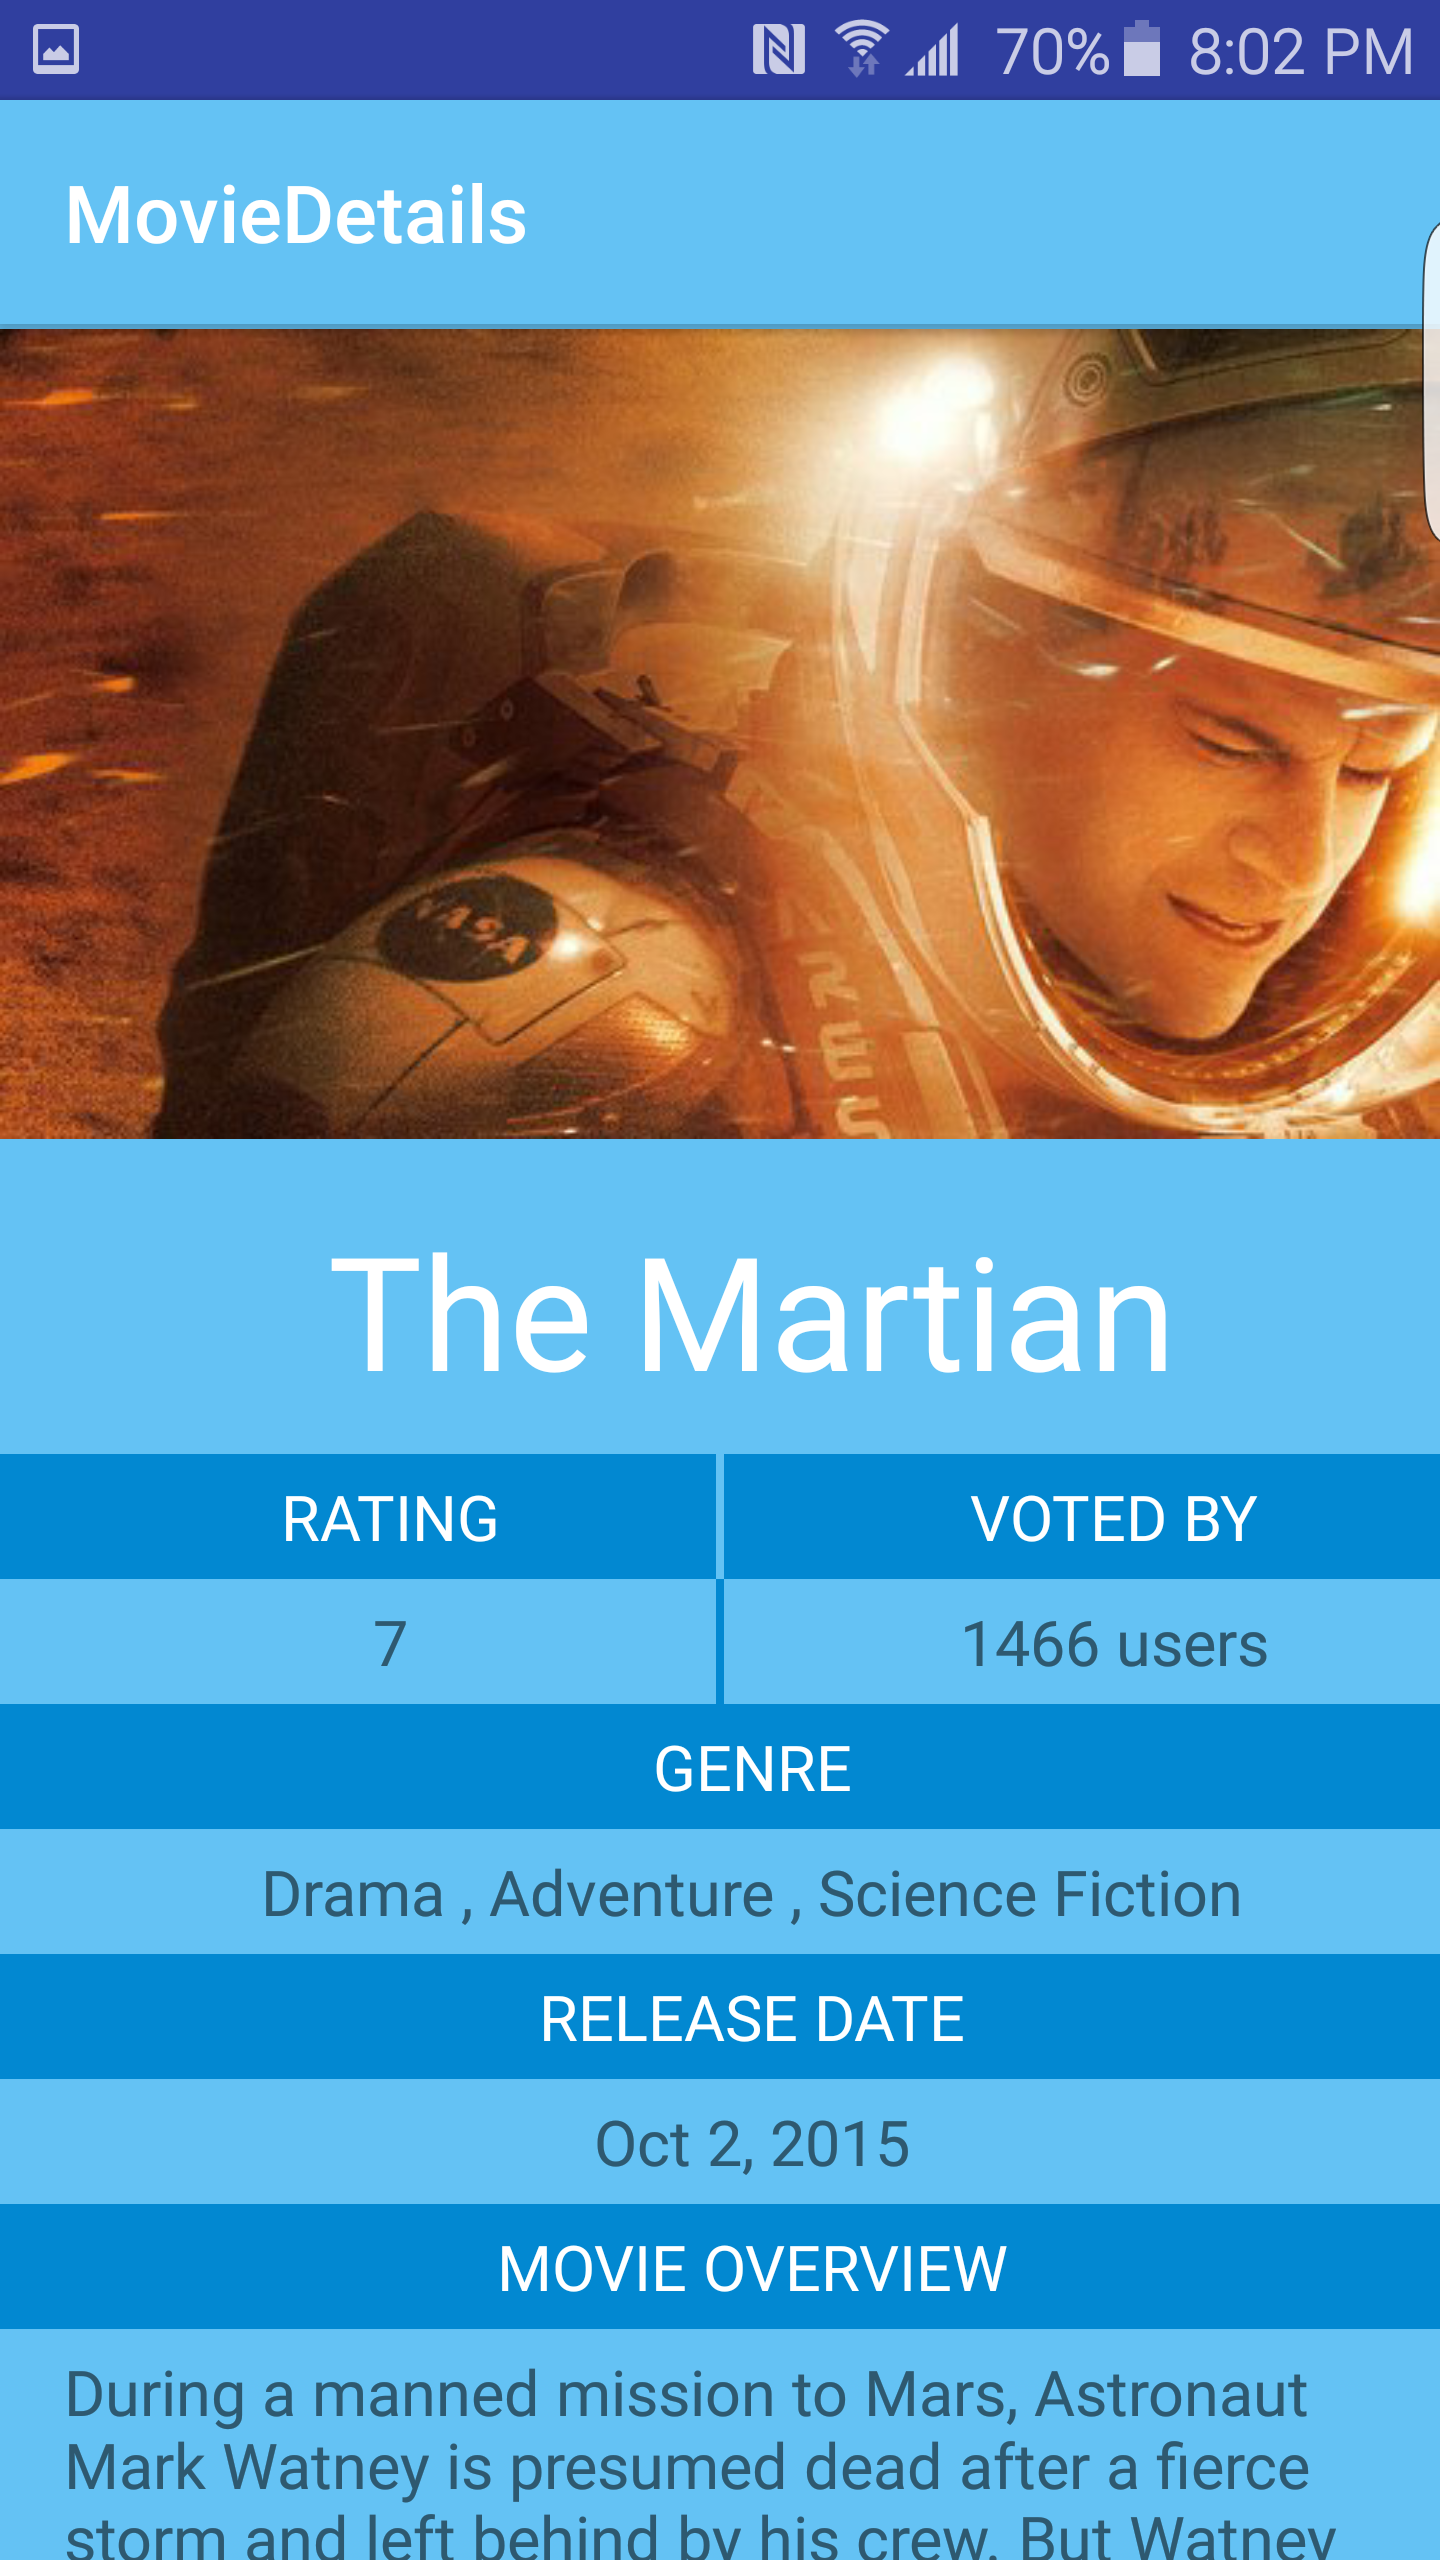 70% 8:02 PM
MovieDetails
NASA
ARES
The Martian
RATING VOTED BY
7 1466 users
GENRE
Drama , Adventure , Science Fiction
RELEASE DATE
Oct 2, 2015
MOVIE OVERVIEW
During a manned mission to Mars, Astronaut
Mark Watney is presumed dead after a fierce
storm and left behind by his crew. But Watney